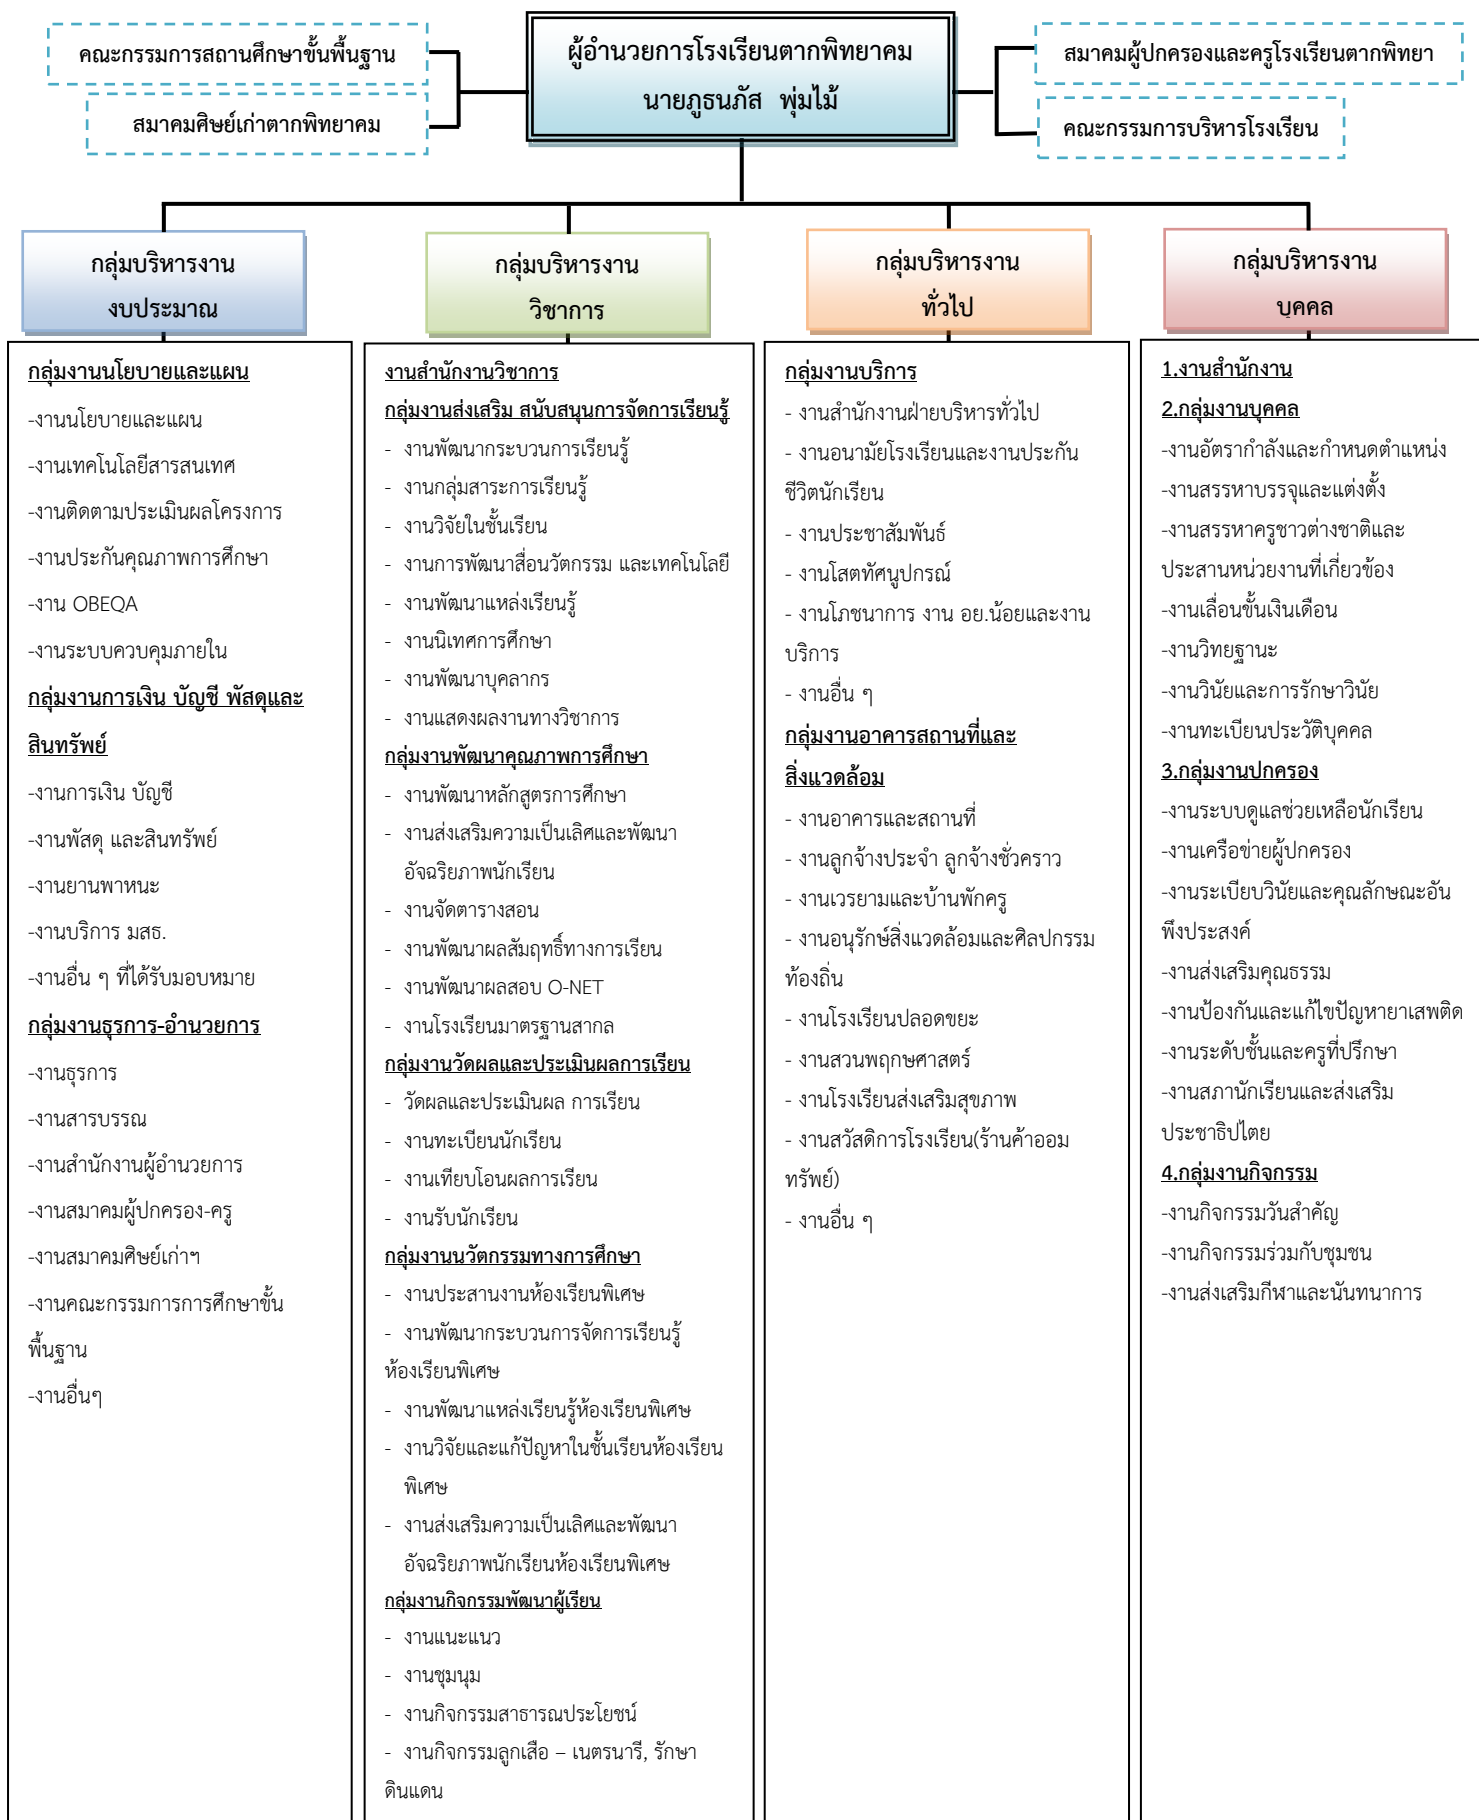 คณะกรรมการสถานศึกษาขั้นพื้นฐาน
สมาคมศิษย์เก่าตากพิทยาคม
ผู้อำนวยการโรงเรียนตากพิทยาคม
นายภูธนภัส  พุ่มไม้
สมาคมผู้ปกครองและครูโรงเรียนตากพิทยา
คณะกรรมการบริหารโรงเรียน
กลุ่มบริหารงาน
งบประมาณ
กลุ่มบริหารงาน
วิชาการ
กลุ่มบริหารงาน
ทั่วไป
กลุ่มบริหารงาน
บุคคล
กลุ่มงานนโยบายและแผน
-งานนโยบายและแผน
-งานเทคโนโลยีสารสนเทศ
-งานติดตามประเมินผลโครงการ
-งานประกันคุณภาพการศึกษา
-งาน OBEQA
-งานระบบควบคุมภายใน
กลุ่มงานการเงิน บัญชี พัสดุและ
สินทรัพย์
-งานการเงิน บัญชี
-งานพัสดุ และสินทรัพย์
-งานยานพาหนะ
-งานบริการ มสธ.
-งานอื่น ๆ ที่ได้รับมอบหมาย
กลุ่มงานธุรการ-อำนวยการ
-งานธุรการ
-งานสารบรรณ
-งานสำนักงานผู้อำนวยการ
-งานสมาคมผู้ปกครอง-ครู
-งานสมาคมศิษย์เก่าฯ
-งานคณะกรรมการการศึกษาขั้น
พื้นฐาน
-งานอื่นๆ
งานสำนักงานวิชาการ
กลุ่มงานส่งเสริม สนับสนุนการจัดการเรียนรู้
- งานพัฒนากระบวนการเรียนรู้
- งานกลุ่มสาระการเรียนรู้
- งานวิจัยในชั้นเรียน
- งานการพัฒนาสื่อนวัตกรรม และเทคโนโลยี
- งานพัฒนาแหล่งเรียนรู้
- งานนิเทศการศึกษา
- งานพัฒนาบุคลากร
- งานแสดงผลงานทางวิชาการ
กลุ่มงานพัฒนาคุณภาพการศึกษา
- งานพัฒนาหลักสูตรการศึกษา
- งานส่งเสริมความเป็นเลิศและพัฒนา
อัจฉริยภาพนักเรียน
- งานจัดตารางสอน
- งานพัฒนาผลสัมฤทธิ์ทางการเรียน
- งานพัฒนาผลสอบ O-NET
- งานโรงเรียนมาตรฐานสากล
กลุ่มงานวัดผลและประเมินผลการเรียน
- วัดผลและประเมินผล การเรียน
- งานทะเบียนนักเรียน
- งานเทียบโอนผลการเรียน
- งานรับนักเรียน
กลุ่มงานนวัตกรรมทางการศึกษา
- งานประสานงานห้องเรียนพิเศษ
- งานพัฒนากระบวนการจัดการเรียนรู้
ห้องเรียนพิเศษ
- งานพัฒนาแหล่งเรียนรู้ห้องเรียนพิเศษ
- งานวิจัยและแก้ปัญหาในชั้นเรียนห้องเรียน
พิเศษ
- งานส่งเสริมความเป็นเลิศและพัฒนา
อัจฉริยภาพนักเรียนห้องเรียนพิเศษ
กลุ่มงานกิจกรรมพัฒนาผู้เรียน
- งานแนะแนว
- งานชุมนุม
- งานกิจกรรมสาธารณประโยชน์
- งานกิจกรรมลูกเสือ – เนตรนารี, รักษา
ดินแดน
กลุ่มงานบริการ
- งานสำนักงานฝ่ายบริหารทั่วไป
- งานอนามัยโรงเรียนและงานประกัน
ชีวิตนักเรียน
- งานประชาสัมพันธ์
- งานโสตทัศนูปกรณ์
- งานโภชนาการ งาน อย.น้อยและงาน
บริการ
- งานอื่น ๆ
กลุ่มงานอาคารสถานที่และ
สิ่งแวดล้อม
- งานอาคารและสถานที่
- งานลูกจ้างประจำ ลูกจ้างชั่วคราว
- งานเวรยามและบ้านพักครู
- งานอนุรักษ์สิ่งแวดล้อมและศิลปกรรม
ท้องถิ่น
- งานโรงเรียนปลอดขยะ
- งานสวนพฤกษศาสตร์
- งานโรงเรียนส่งเสริมสุขภาพ
- งานสวัสดิการโรงเรียน(ร้านค้าออม
ทรัพย์)
- งานอื่น ๆ
1.งานสำนักงาน
2.กลุ่มงานบุคคล
-งานอัตรากำลังและกำหนดตำแหน่ง
-งานสรรหาบรรจุและแต่งตั้ง
-งานสรรหาครูชาวต่างชาติและ
ประสานหน่วยงานที่เกี่ยวข้อง
-งานเลื่อนขั้นเงินเดือน
-งานวิทยฐานะ
-งานวินัยและการรักษาวินัย
-งานทะเบียนประวัติบุคคล
3.กลุ่มงานปกครอง
-งานระบบดูแลช่วยเหลือนักเรียน
-งานเครือข่ายผู้ปกครอง
-งานระเบียบวินัยและคุณลักษณะอัน
พึงประสงค์
-งานส่งเสริมคุณธรรม
-งานป้องกันและแก้ไขปัญหายาเสพติด
-งานระดับชั้นและครูที่ปรึกษา
-งานสภานักเรียนและส่งเสริม
ประชาธิปไตย
4.กลุ่มงานกิจกรรม
-งานกิจกรรมวันสำคัญ
-งานกิจกรรมร่วมกับชุมชน
-งานส่งเสริมกีฬาและนันทนาการ